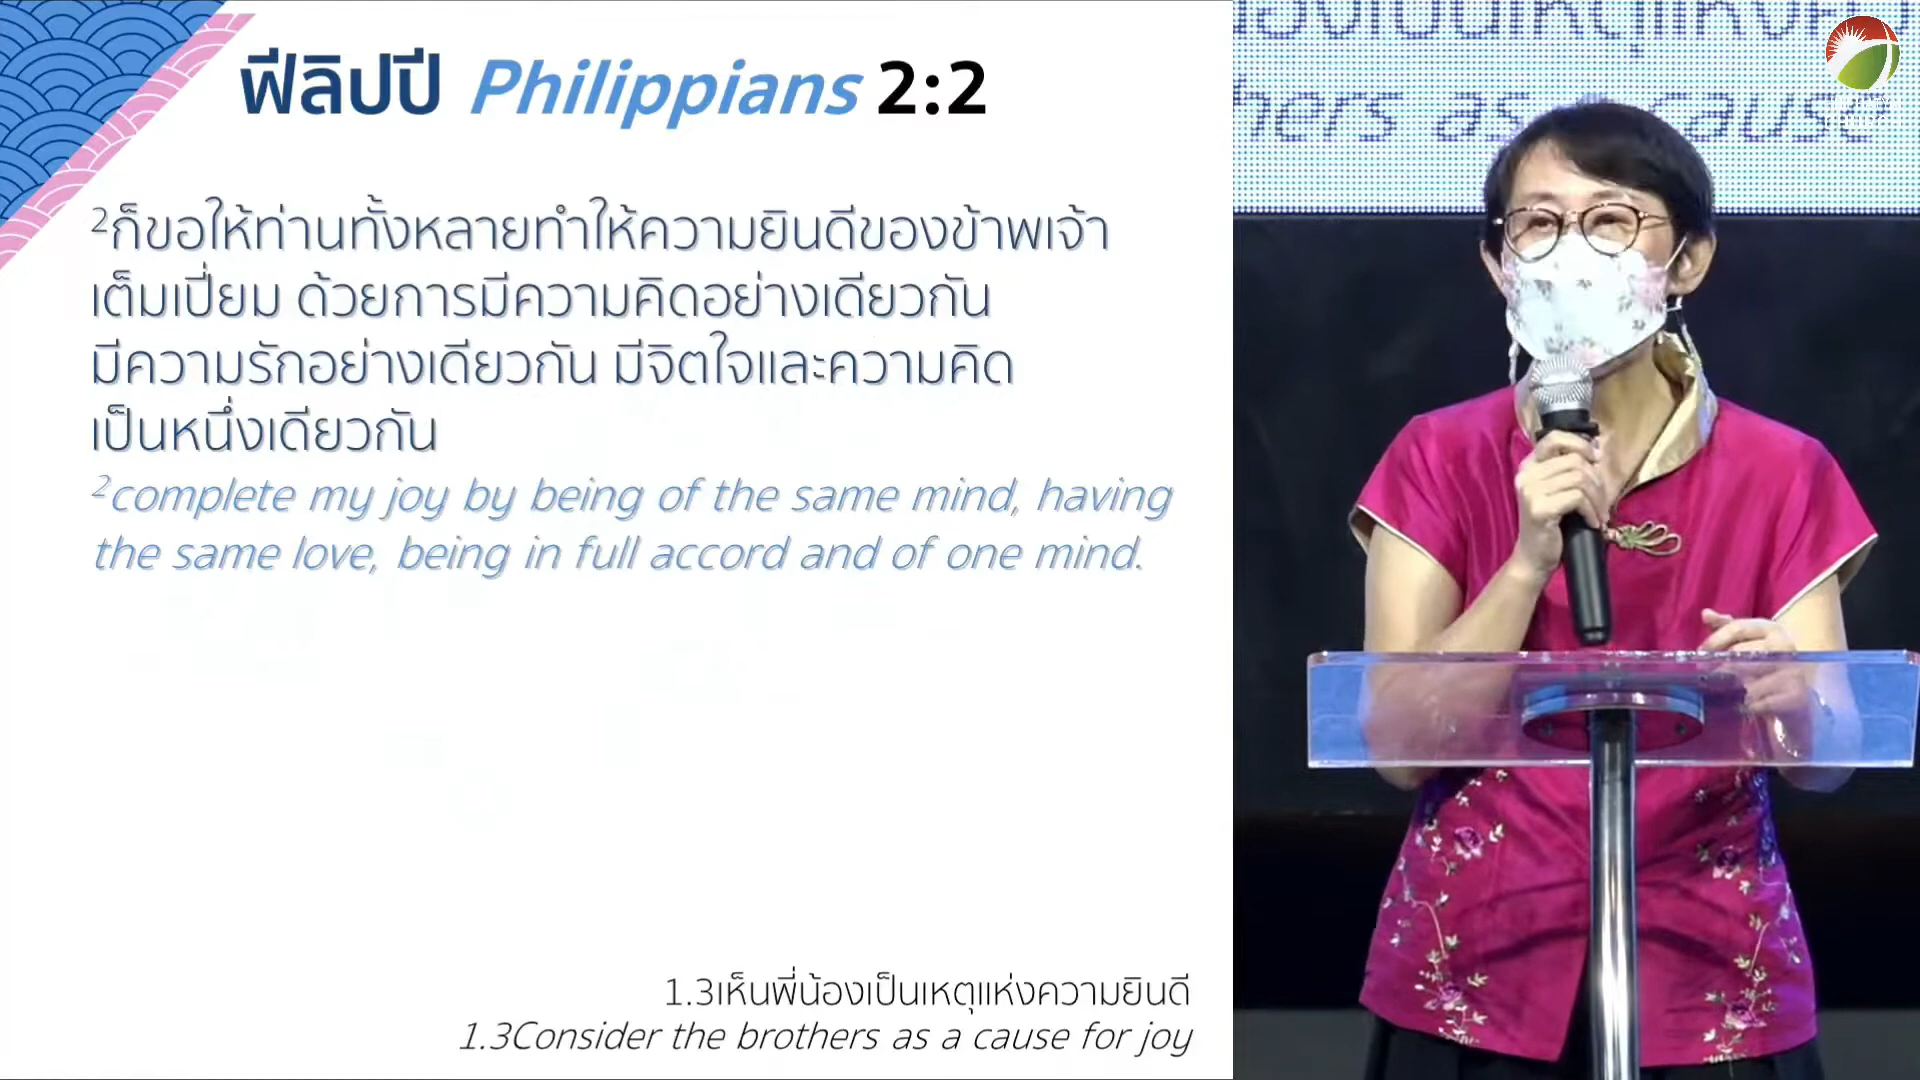 ฟีลิปปี Philippians 2:2
2ก็ขอให้ท่านทั้งหลายทำให้ความยินดีของข้าพเจ้า
เต็มเปี่ยม ด้วยการมีความคิดอย่างเดียวกัน
มีความรักอย่างเดียวกัน มีจิตใจและความคิด
เป็นหนึ่งเดียวกัน
2complete my joy by being of the same mind, having
the same love, being in full accord and of one mind.
1.3เห็นพี่น้องเป็นเหตุแห่งความยินดี
1.3Consider the brothers as a cause for joy
hers as a cause